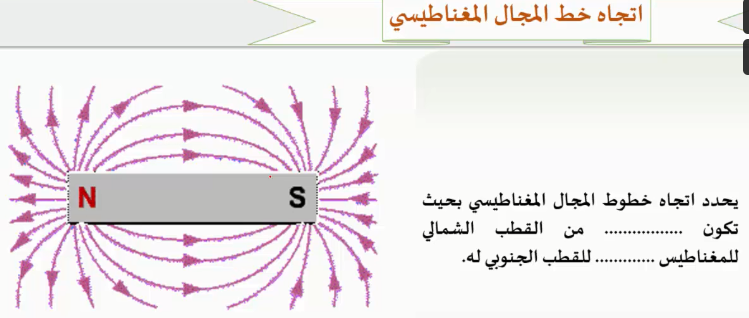 اتجاه خط المجال المغناطيسي
N
S
يحدد اتجاه خطوط المجال المغناطيسي بحيث
تكون ................. من القطب الشمالي
للمغناطيس ............. للقطب الجنوبي له.